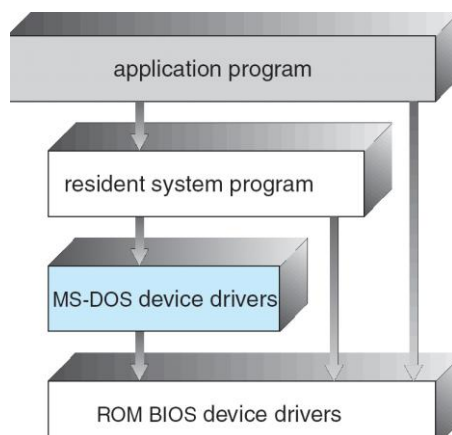 application program
resident system program
MS-DOS device drivers
ROM BIOS device drivers